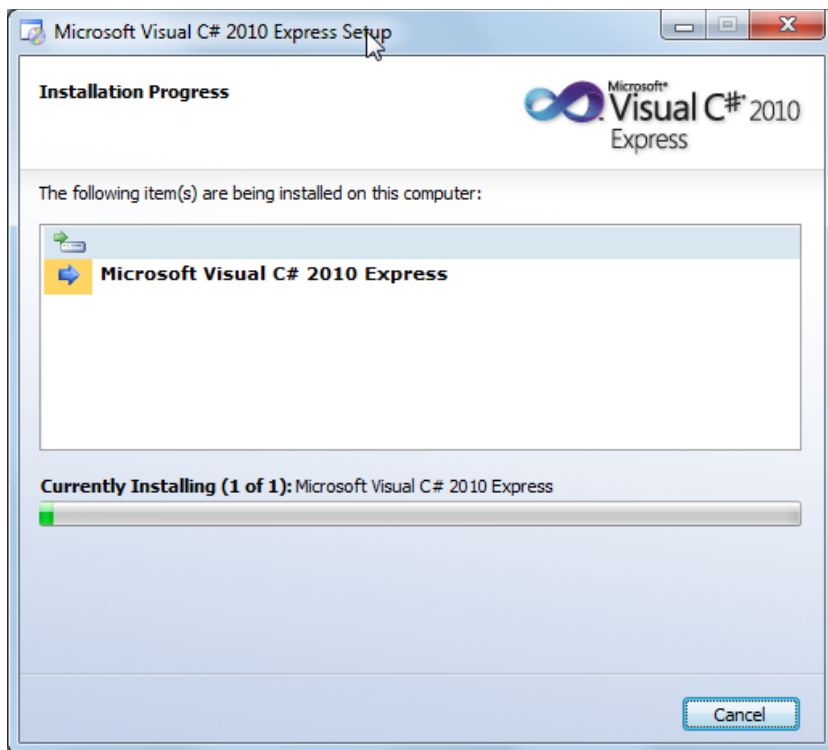 Microsoft Visual C# 2010 Express Setup
Installation Progress
Microsoft®
Visual C#® 2010
Express
The following item(s) are being installed on this computer:
Microsoft Visual C# 2010 Express
Currently Installing (1 of 1): Microsoft Visual C# 2010 Express
Cancel